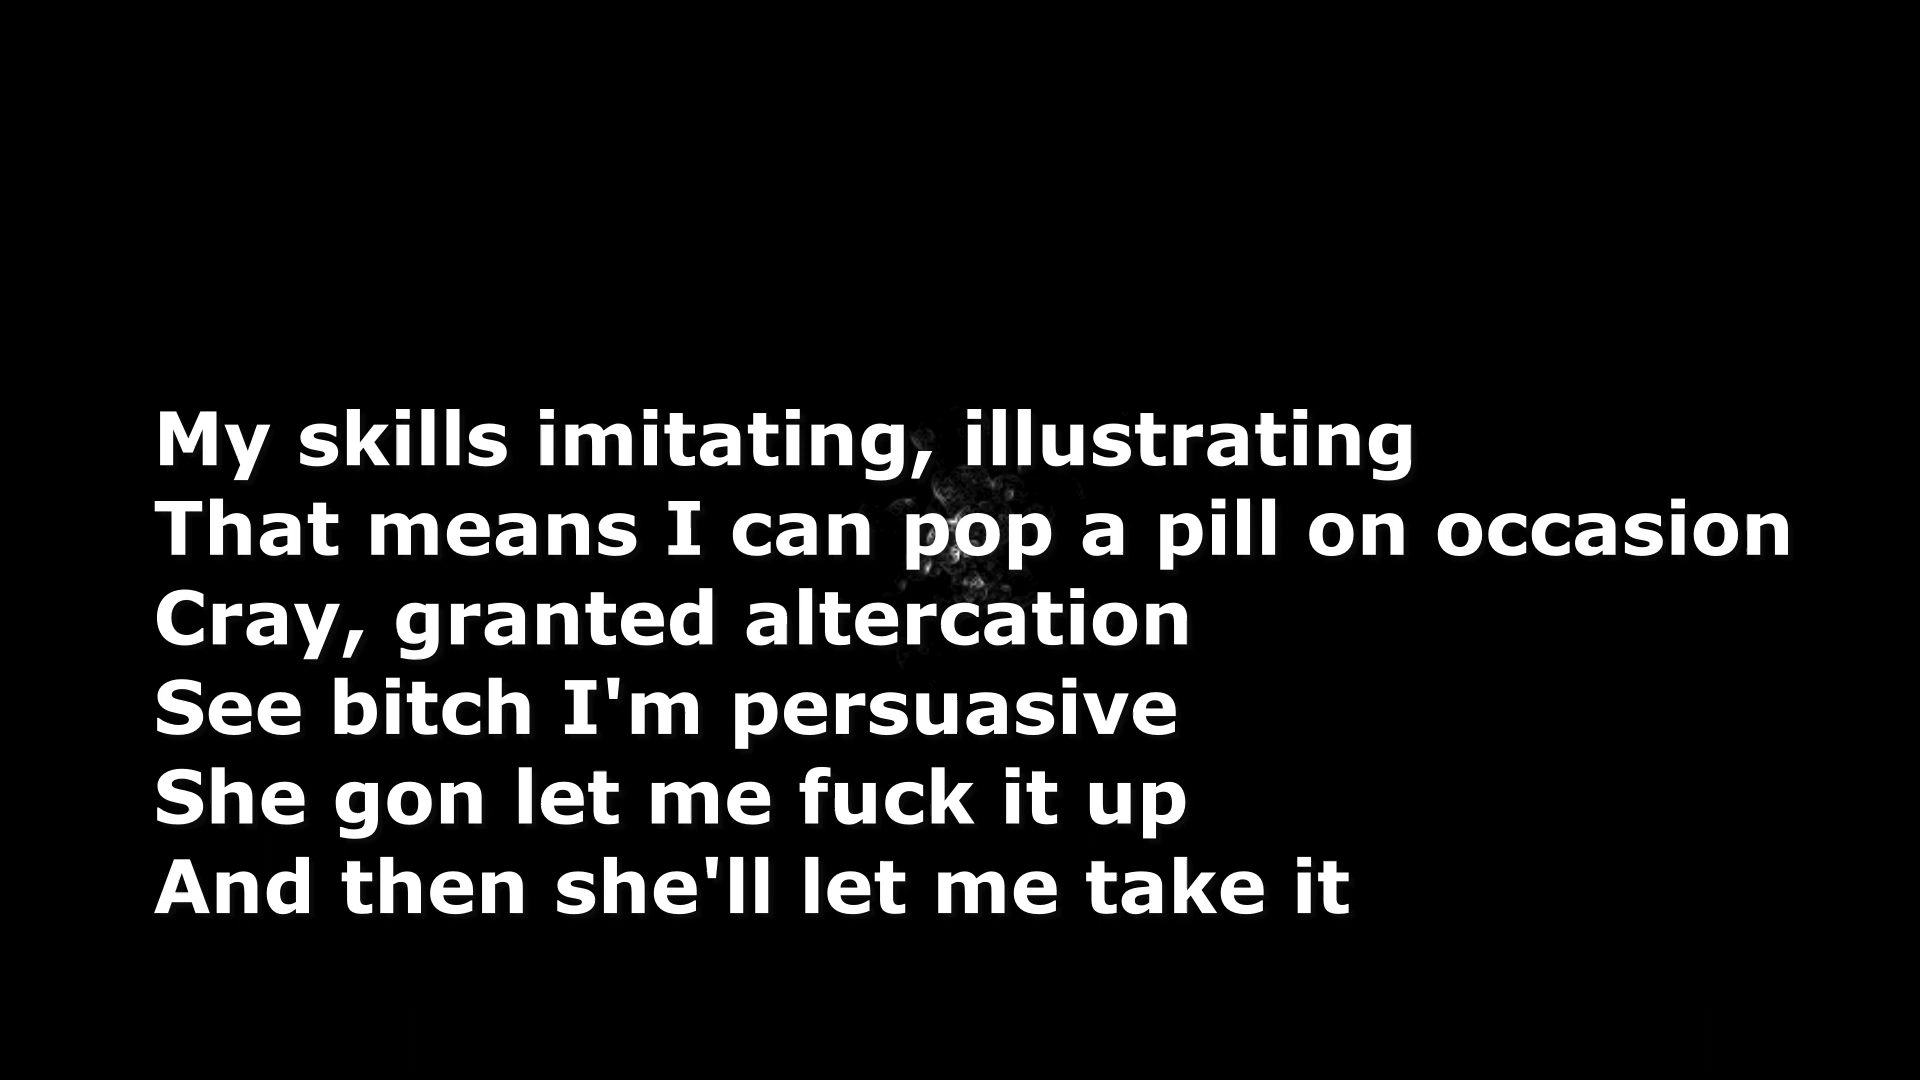 My skills imitating, illustrating
That means I can pop a pill on occasion
Cray, granted altercation
See bitch I'm persuasive
She gon let me fuck it up
And then she'll let me take it